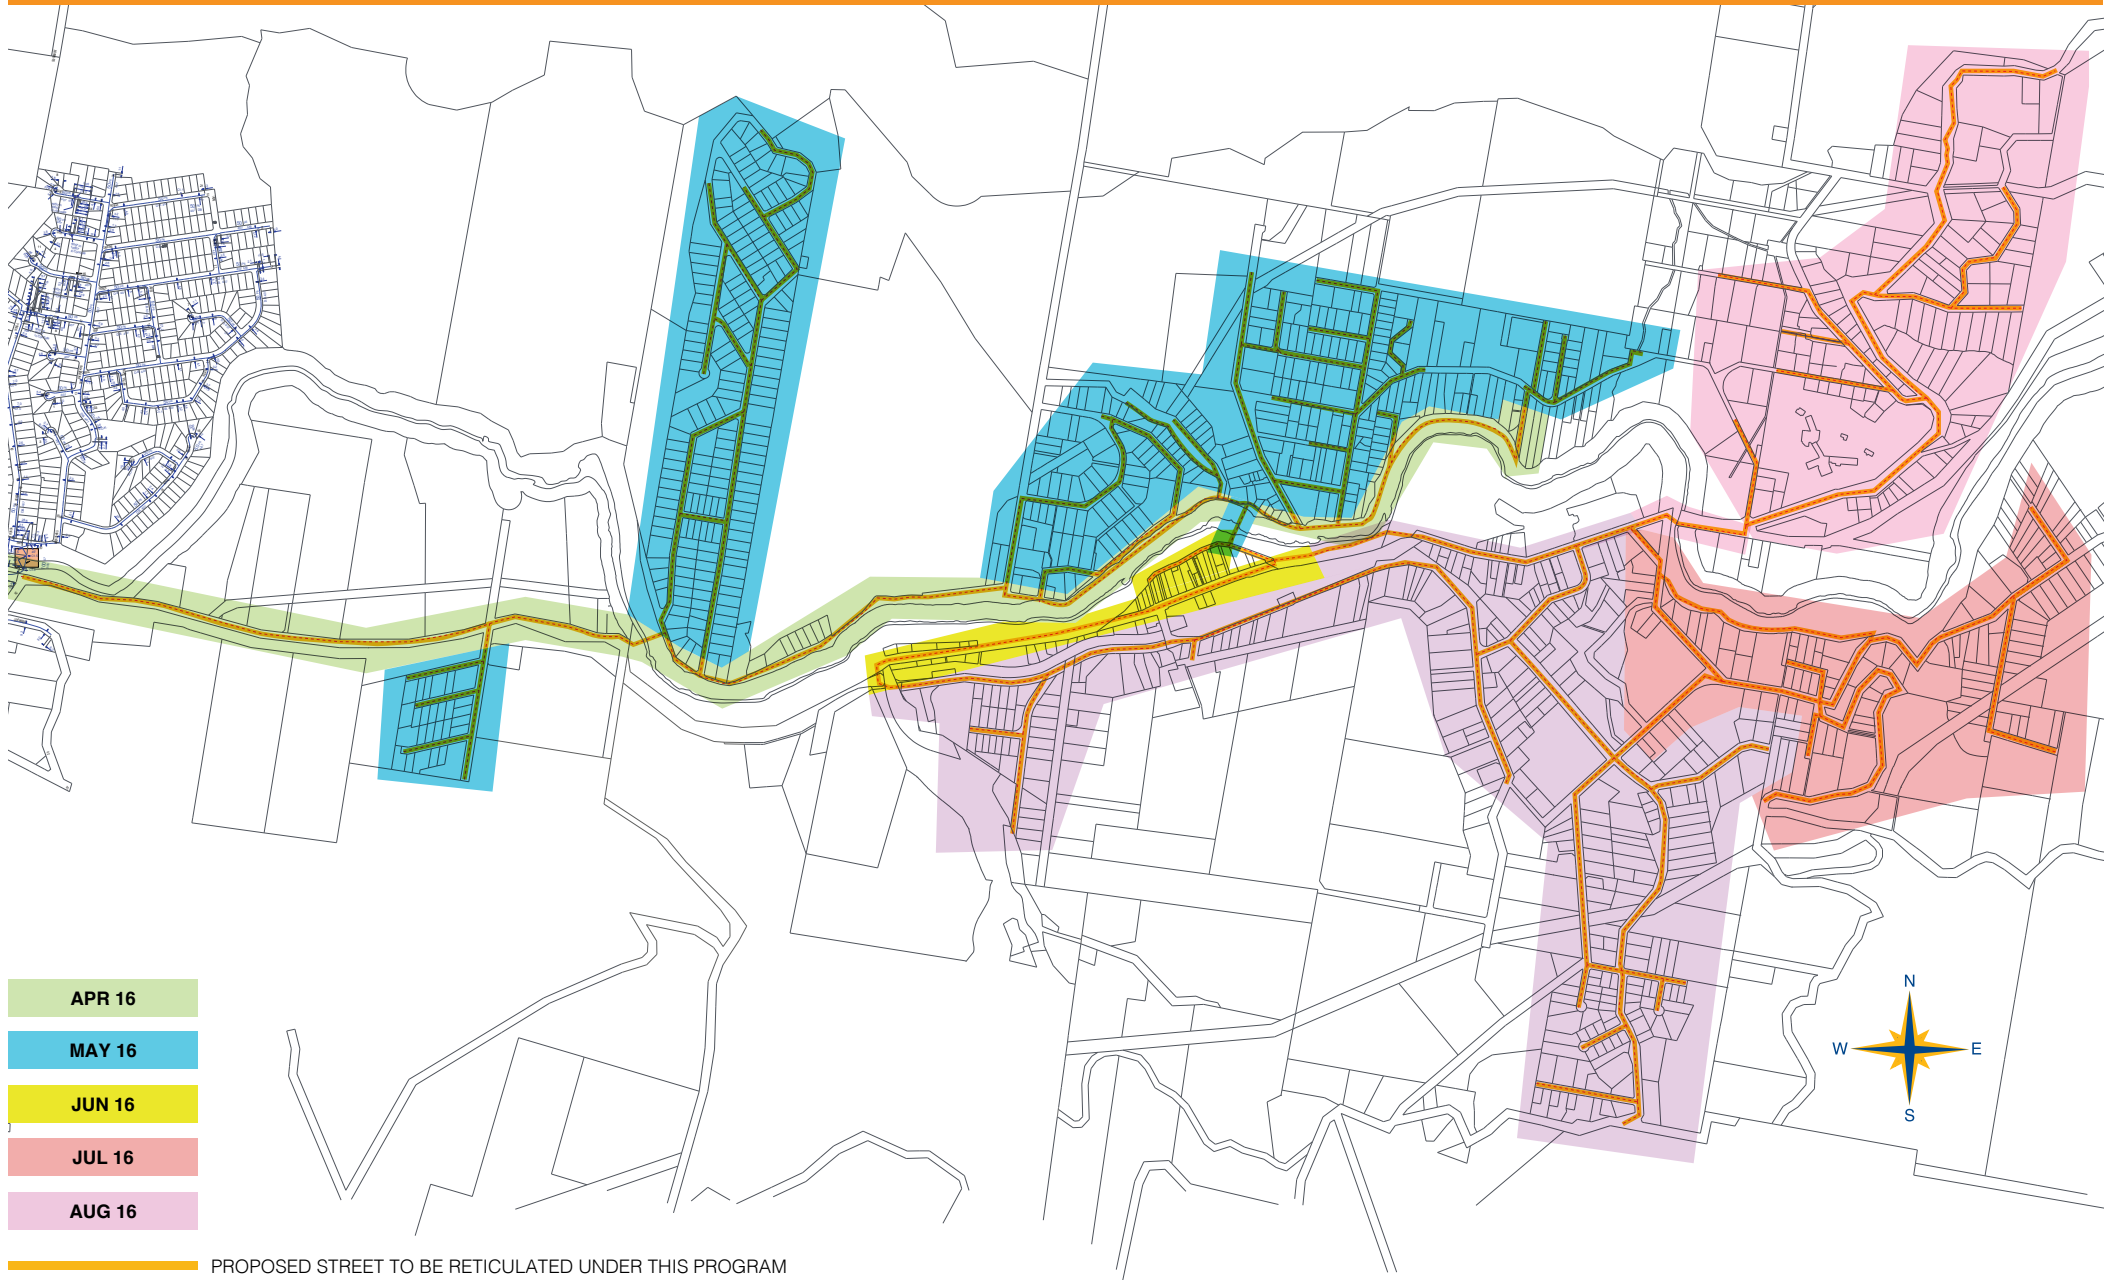 APR 16
MAY 16
JUN 16
JUL 16
AUG 16
PROPOSED STREET TO BE RETICULATED UNDER THIS PROGRAM
N
W
E
S